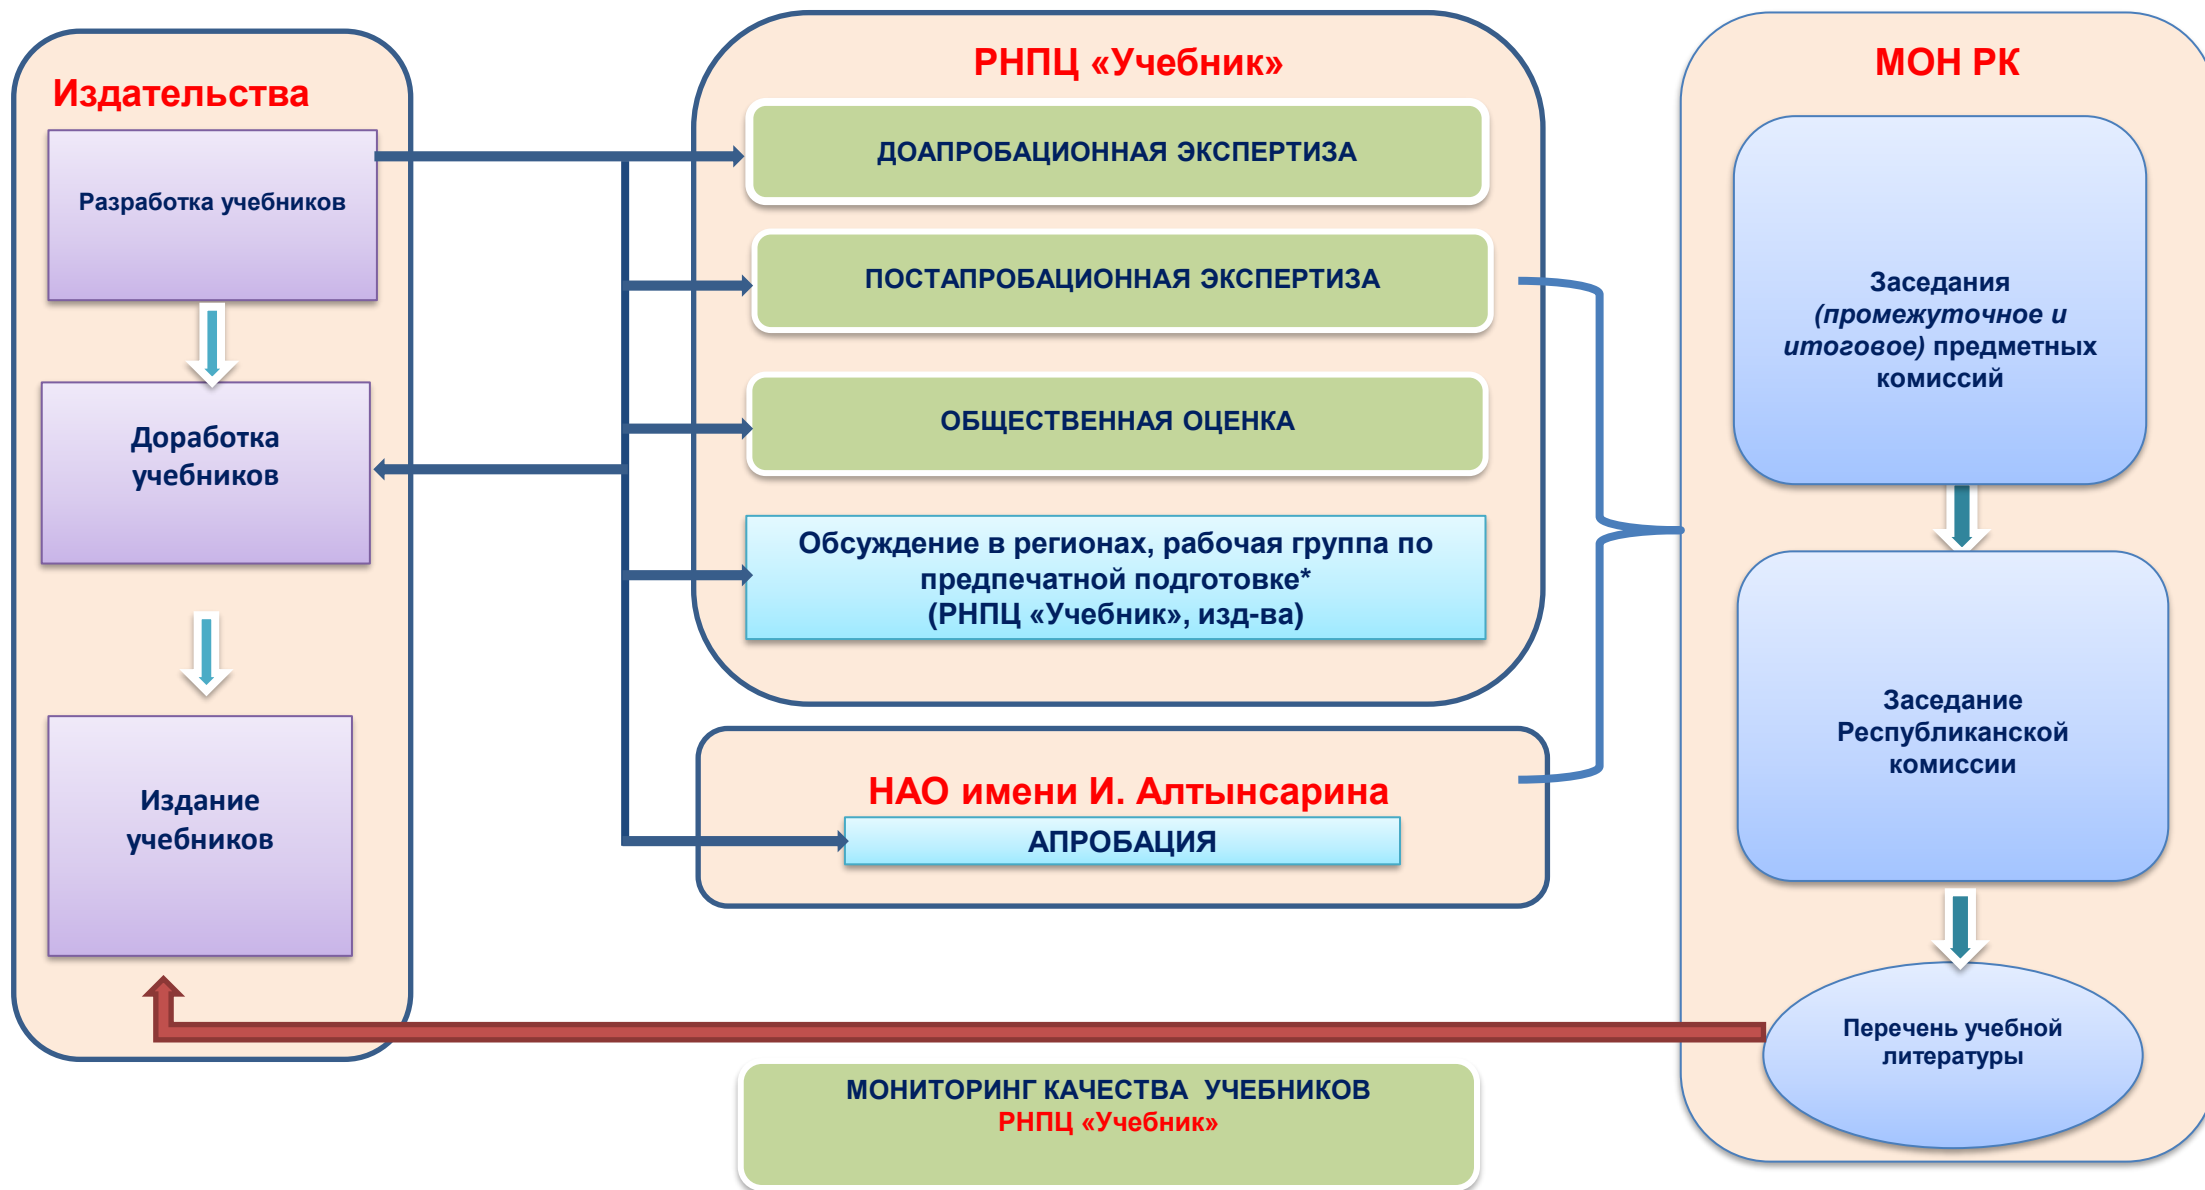 Издательства
Разработка учебников
Доработка
учебников
Издание
учебников
РНПЦ «Учебник»
ДОАПРОБАЦИОННАЯ ЭКСПЕРТИЗА
ПОСТАПРОБАЦИОННАЯ ЭКСПЕРТИЗА
ОБЩЕСТВЕННАЯ ОЦЕНКА
Обсуждение в регионах, рабочая группа по
предпечатной подготовке*
(РНПЦ «Учебник», изд-ва)
НАО имени И. Алтынсарина
АПРОБАЦИЯ
МОН РК
Заседания
(промежуточное и
итоговое) предметных
комиссий
Заседание
Республиканской
комиссии
Перечень учебной
литературы
МОНИТОРИНГ КАЧЕСТВА УЧЕБНИКОВ
РНПЦ «Учебник»